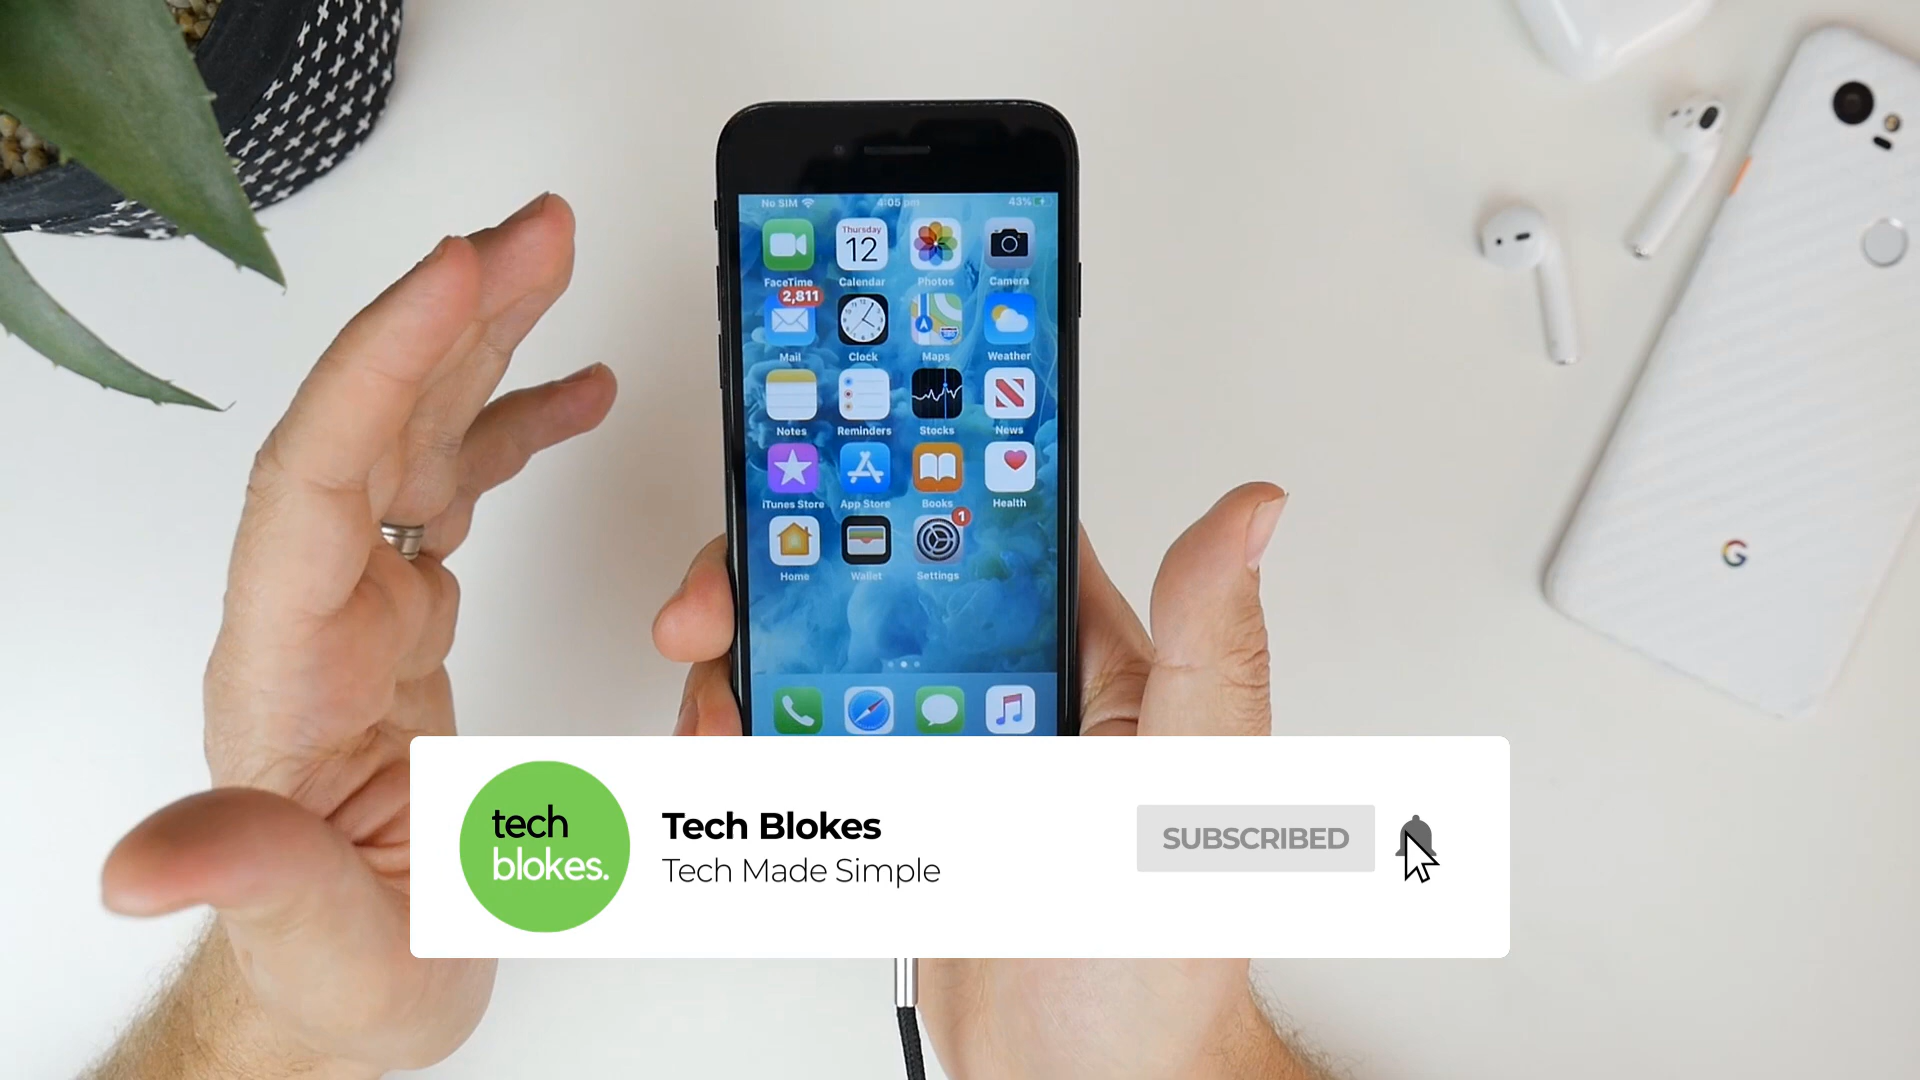 No SIM
4:05 pm
43%
Thursday
12
FaceTime
Calendar
Photos
Camera
2,811
Mail
Clock
Maps
Weather
Notes
Reminders
Stocks
News
iTunes Store
App Store
Books
Health
1
Home
Wallet
Settings
G
tech
blokes.
Tech Blokes
Tech Made Simple
SUBSCRIBED